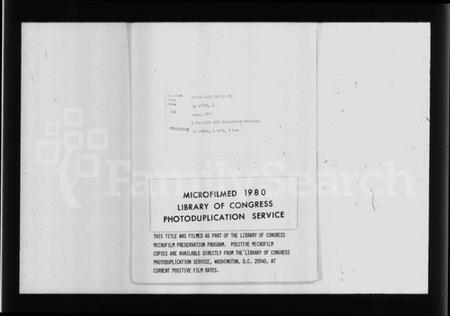 FamilySearch
MICROFILMED 1980
LIBRARY OF CONGRESS
PHOTODUPLICATION SERVICE
THIS TITLE WAS FILMED AS PART OF THE LIBRARY OF CONGRESS
MICROFILM PRESERVATION PROGRAM. POSITIVE MICROFILM
COPIES ARE AVAILABLE DIRECTLY FROM THE LIBRARY OF CONGRESS
PHOTODUPLICATION SERVICE, WASHINGTON, D.C. 20540, AT
CURRENT POSITIVE FILM RATES.